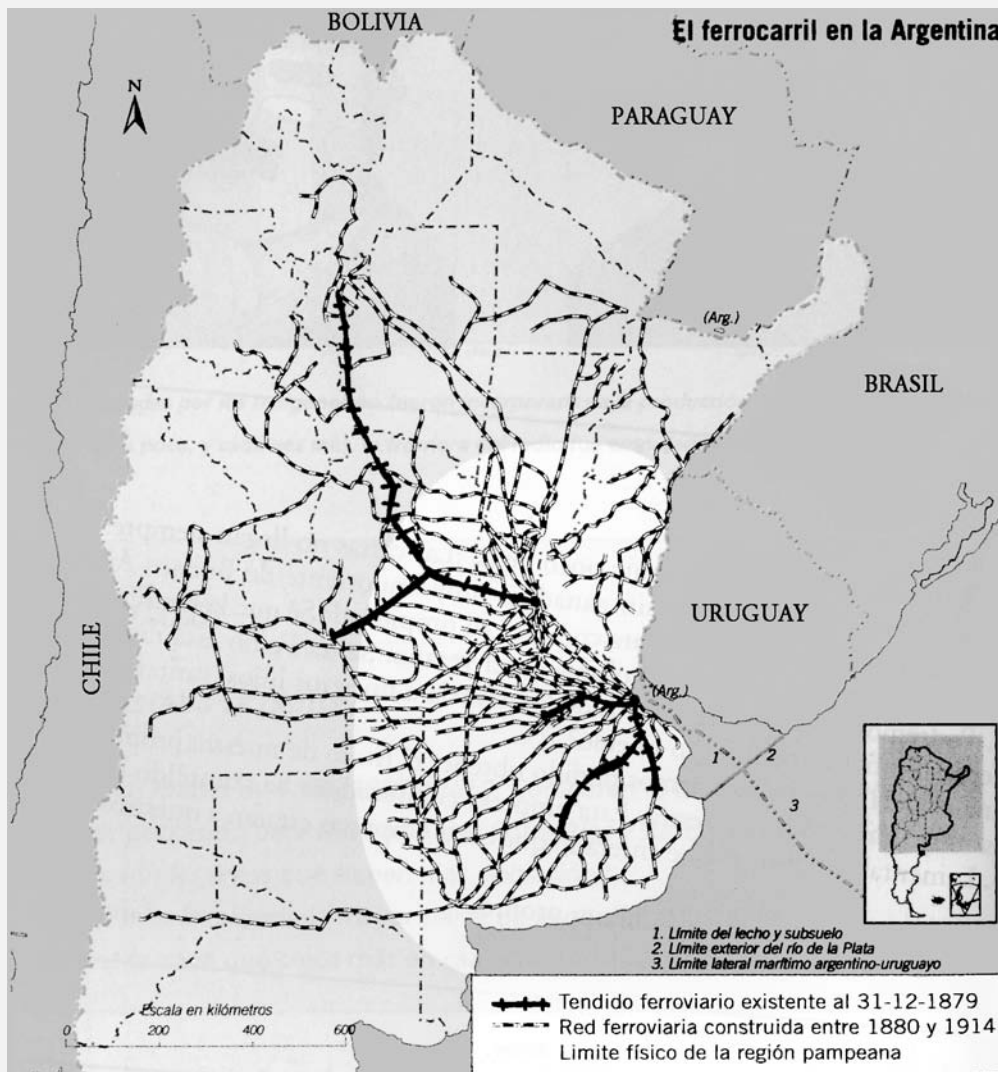 El ferrocarril en la Argentina
BOLIVIA
N
PARAGUAY
(Arg.)
BRASIL
URUGUAY
CHILE
(Arg.)
1
2
3
1. Límite del lecho y subsuelo
2. Límite exterior del río de la Plata
3. Límite lateral marítimo argentino-uruguayo
Escala en kilómetros
0 200 400 600
Tendido ferroviario existente al 31-12-1879
Red ferroviaria construida entre 1880 y 1914
Limite físico de la región pampeana